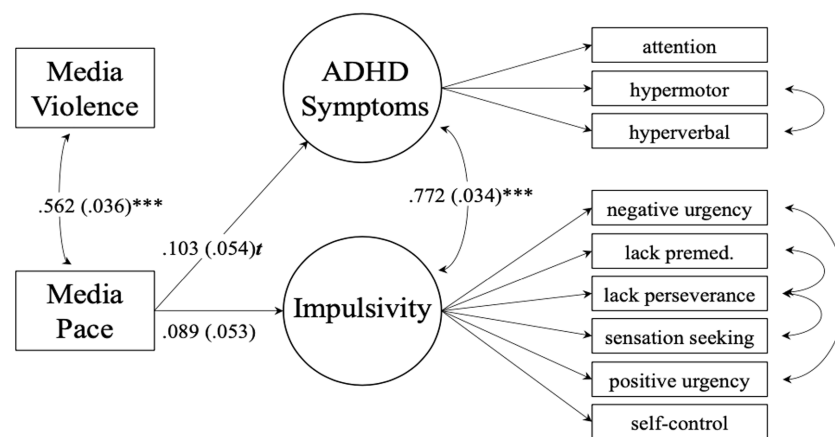 Media
Violence
ADHD
Symptoms
attention
hypermotor
hyperverbal
.562 (.036)***
.772 (.034)***
.103 (.054)t
Media
Pace
.089 (.053)
Impulsivity
negative urgency
lack premed.
lack perseverance
sensation seeking
positive urgency
self-control